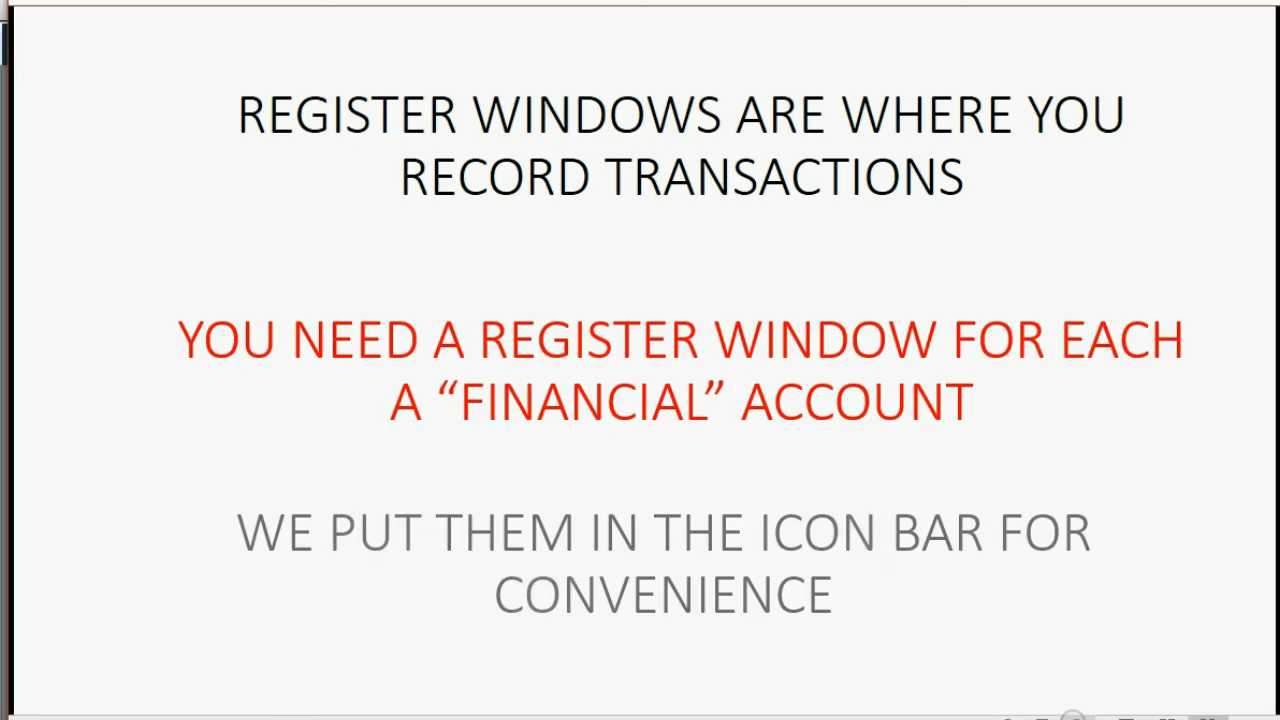 REGISTER WINDOWS ARE WHERE YOU
RECORD TRANSACTIONS
YOU NEED A REGISTER WINDOW FOR EACH
A “FINANCIAL” ACCOUNT
WE PUT THEM IN THE ICON BAR FOR
CONVENIENCE